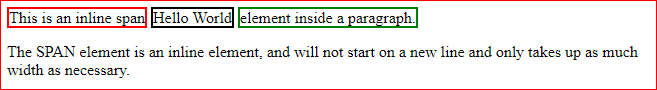 This is an inline span Hello World element inside a paragraph.
The SPAN element is an inline element, and will not start on a new line and only takes up as much
width as necessary.